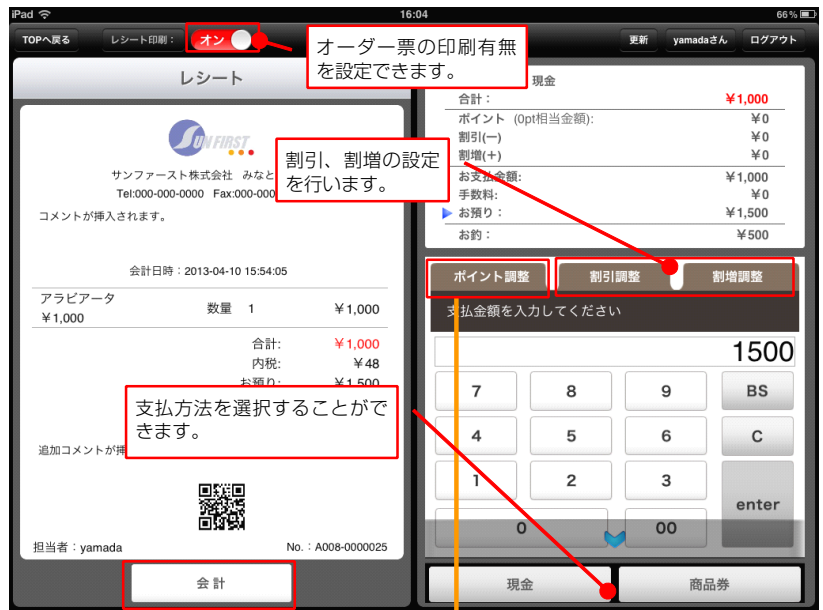 iPad 16:04 66%
TOPへ戻る レシート印刷： オン 更新 yamadaさん ログアウト
オーダー票の印刷有無
を設定できます。
レシート
SUN FIRST
サンファースト株式会社 みなと
Tel:000-000-0000 Fax:000-000
コメントが挿入されます。
会計日時：2013-04-10 15:54:05
アラビアータ
¥1,000
数量 1 ¥1,000
合計: ¥1,000
内税: ¥48
お預り: ¥1,500
追加コメントが挿
担当者：yamada No.：A008-0000025
会計
割引、割増の設定
を行います。
支払方法を選択することがで
きます。
現金
合計： ¥1,000
ポイント (0pt相当金額): ¥0
割引(ー) ¥0
割増(+) ¥0
お支払金額: ¥1,000
手数料: ¥0
お預り： ¥1,500
お釣： ¥500
ポイント調整 割引調整 割増調整
支払金額を入力してください
1500
7 8 9 BS
4 5 6 C
1 2 3
enter
0 00
現金 商品券